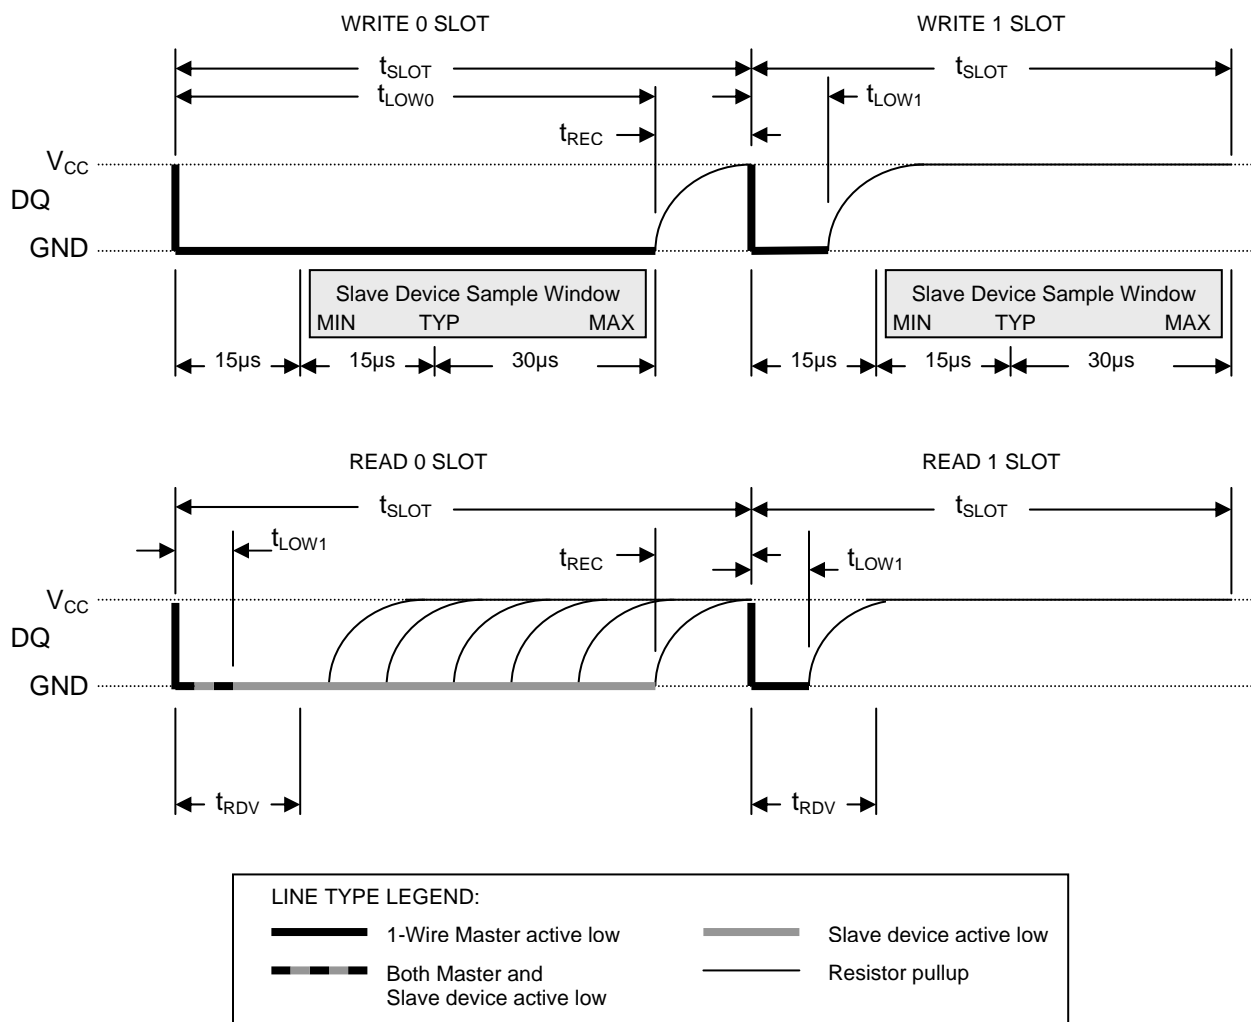 WRITE 0 SLOT WRITE 1 SLOT
tSLOT tSLOT
tLOW0 tLOW1
tREC
VCC
DQ
GND
Slave Device Sample Window Slave Device Sample Window
MIN TYP MAX MIN TYP MAX
15µs 15µs 30µs 15µs 15µs 30µs
READ 0 SLOT READ 1 SLOT
tSLOT tSLOT
tLOW1 tREC tLOW1
VCC
DQ
GND
tRDV tRDV
LINE TYPE LEGEND:
1-Wire Master active low Slave device active low
Both Master and Resistor pullup
Slave device active low